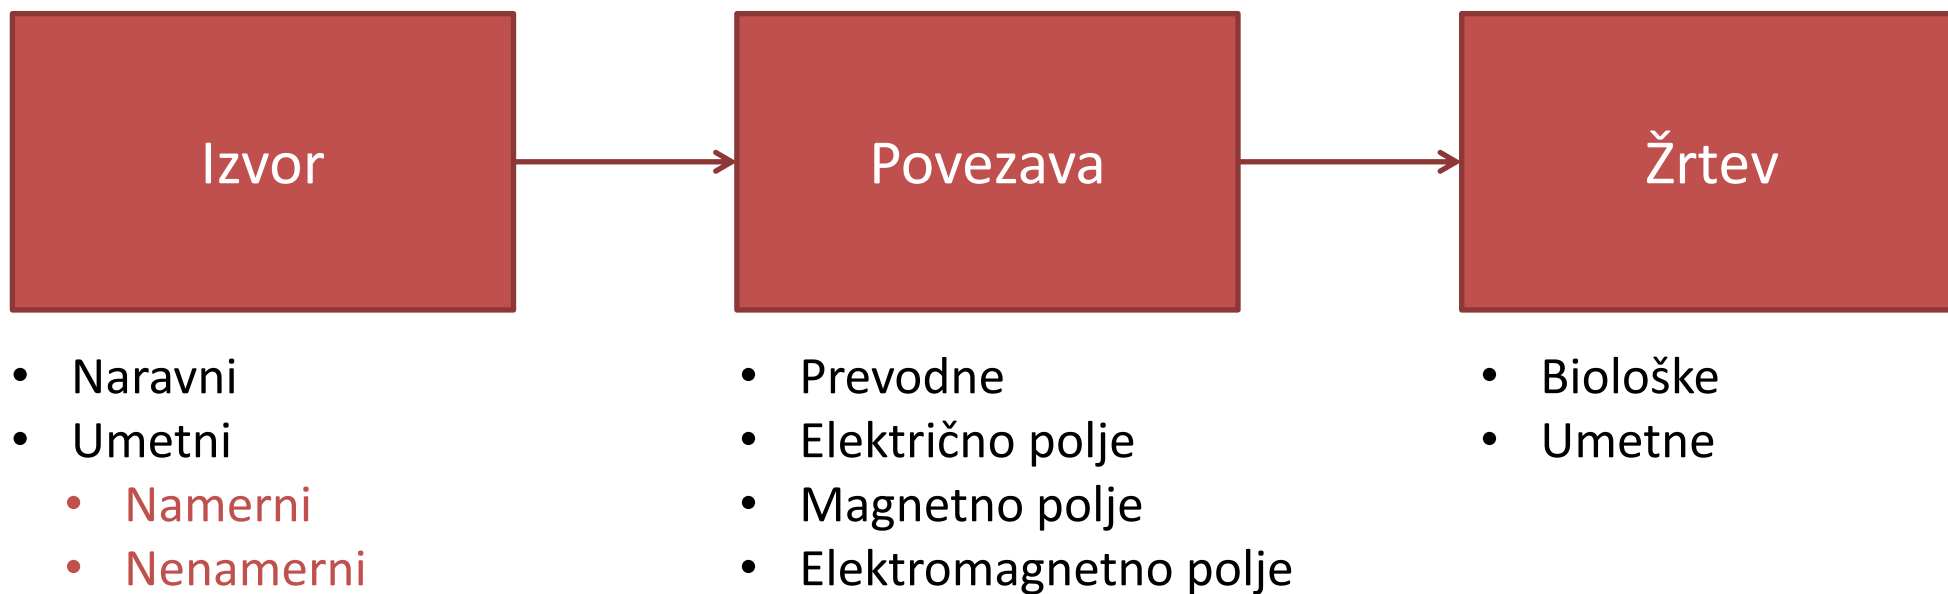 Izvor
Povezava
Žrtev
• Naravni
• Umetni
• Namerni
• Nenamerni
• Prevodne
• Električno polje
• Magnetno polje
• Elektromagnetno polje
• Biološke
• Umetne